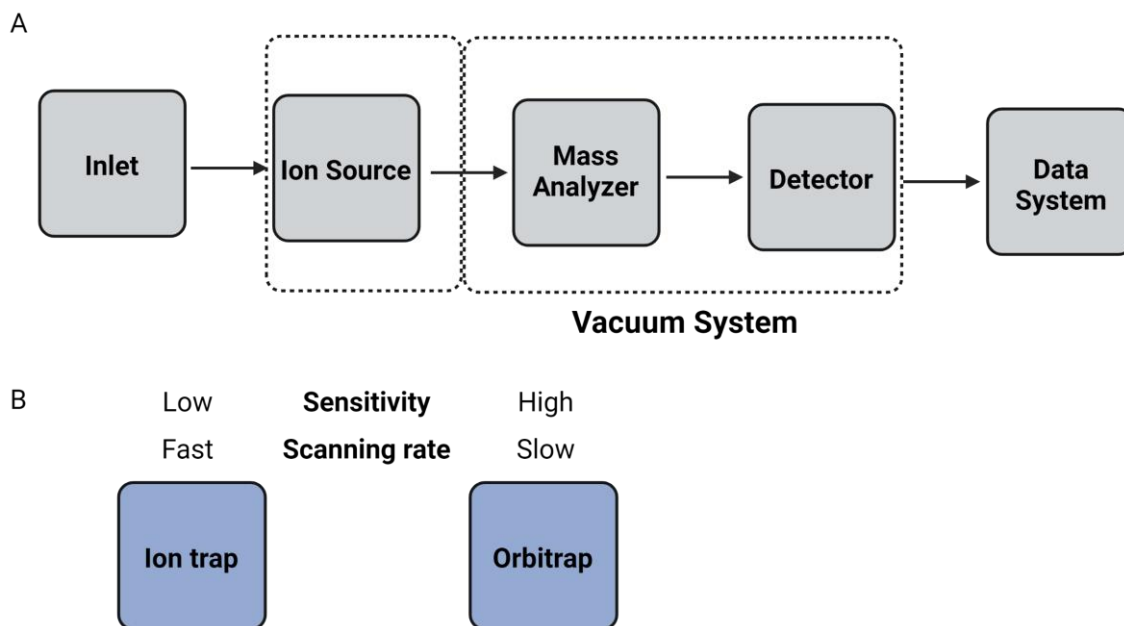 A
Inlet
Ion Source
Mass
Analyzer
Detector
Data
System
Vacuum System
B
Low Sensitivity High
Fast Scanning rate Slow
Ion trap
Orbitrap